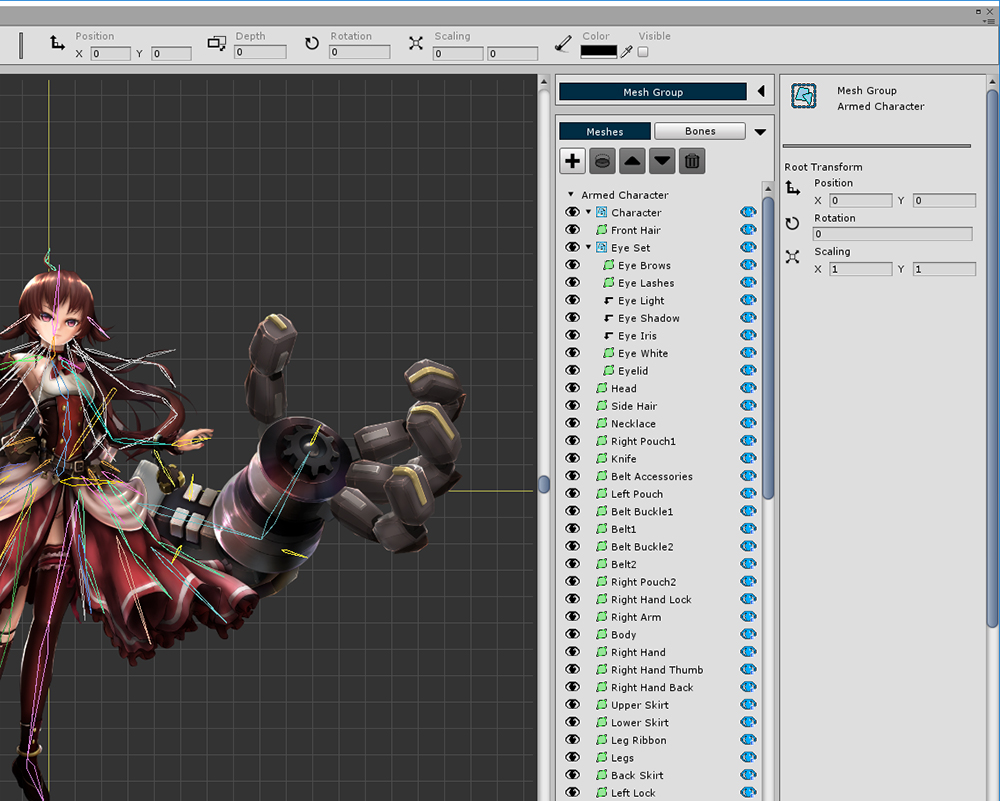 Position
X 0 Y 0
Depth
0
Rotation
0
Scaling
0 0
Color
Visible
Mesh Group
Meshes Bones
Armed Character
Character
Front Hair
Eye Set
Eye Brows
Eye Lashes
Eye Light
Eye Shadow
Eye Iris
Eye White
Eyelid
Head
Side Hair
Necklace
Right Pouch1
Knife
Belt Accessories
Left Pouch
Belt Buckle1
Belt1
Belt Buckle2
Belt2
Right Pouch2
Right Hand Lock
Right Arm
Body
Right Hand
Right Hand Thumb
Right Hand Back
Upper Skirt
Lower Skirt
Leg Ribbon
Legs
Back Skirt
Left Lock
Mesh Group
Armed Character
Root Transform
Position
X 0 Y 0
Rotation
0
Scaling
X 1 Y 1